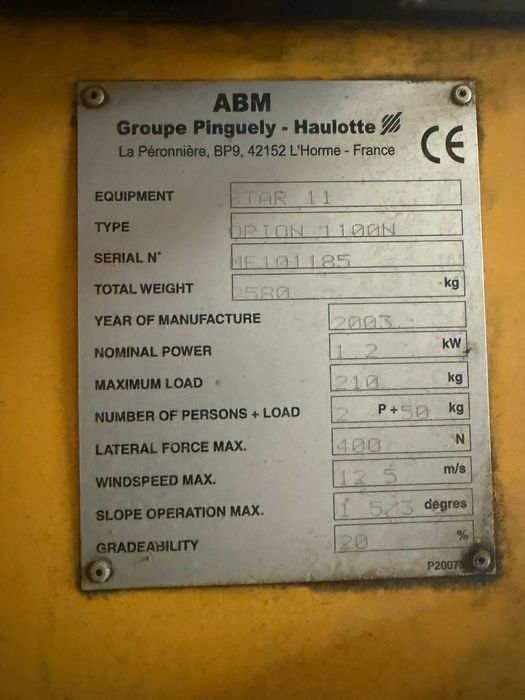 ABM
Groupe Pinguely - Haulotte
La Péronnière, BP9, 42152 L'Horme - France
CE
EQUIPMENT STAR 11
TYPE ORION 1100N
SERIAL N° ME101185
TOTAL WEIGHT 2580 kg
YEAR OF MANUFACTURE 2003
NOMINAL POWER 1 2 kW
MAXIMUM LOAD 210 kg
NUMBER OF PERSONS + LOAD 2 P + 50 kg
LATERAL FORCE MAX. 400 N
WINDSPEED MAX. 12 5 m/s
SLOPE OPERATION MAX. 1 5/3 degres
GRADEABILITY 20 %